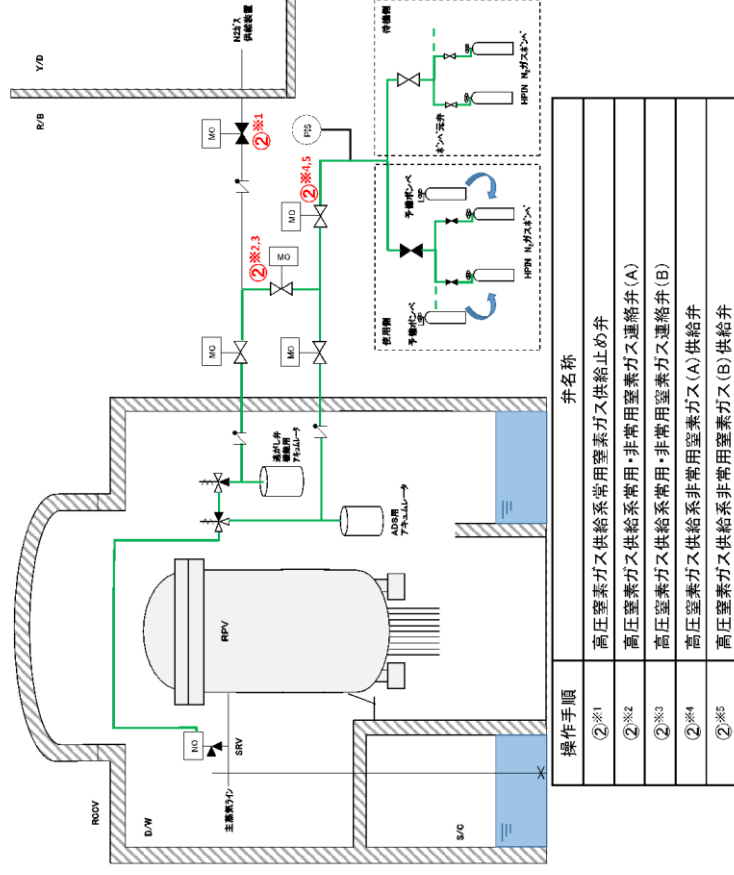 R/B
Y/D
N2ガス
供給装置
MO
②※1
MO
②※4,5
PIS
②※2,3
MO
MO
MO
待機側
HPIN N₂ガスボンベ
ボンベ元弁
使用側
予備ボンベ
予備ボンベ
HPIN N₂ガスボンベ
RCCV
D/W
逃がし弁
機能用
アキュムレータ
ADS用
アキュムレータ
RPV
NO
SRV
主蒸気ライン
S/C
操作手順 弁名称
②※1 高圧窒素ガス供給系常用窒素ガス供給止め弁
②※2 高圧窒素ガス供給系常用・非常用窒素ガス連絡弁(A)
②※3 高圧窒素ガス供給系常用・非常用窒素ガス連絡弁(B)
②※4 高圧窒素ガス供給系非常用窒素ガス(A)供給弁
②※5 高圧窒素ガス供給系非常用窒素ガス(B)供給弁